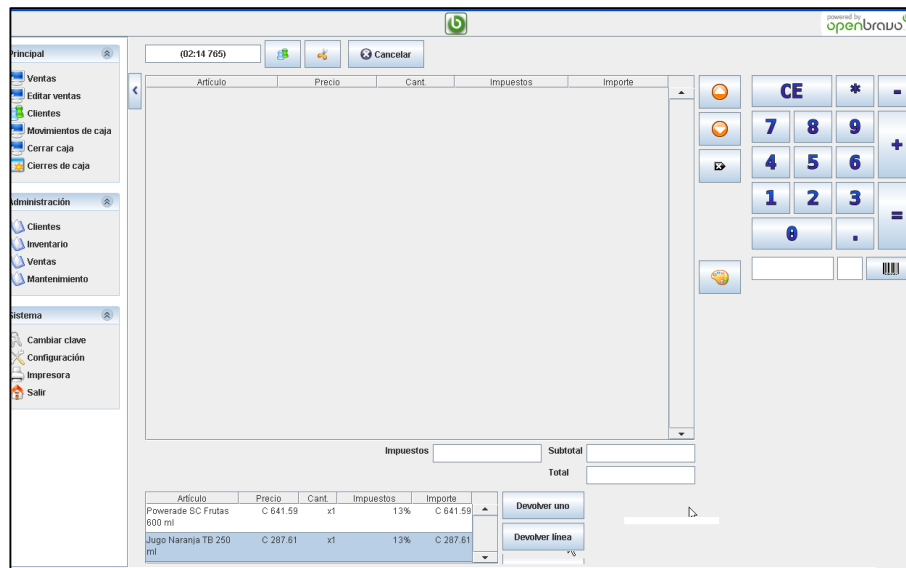 powered by
openbravo
Principal
Ventas
Editar ventas
Clientes
Movimientos de caja
Cerrar caja
Cierres de caja
Administración
Clientes
Inventario
Ventas
Mantenimiento
Sistema
Cambiar clave
Configuración
Impresora
Salir
(02:14 765)
Cancelar
Artículo Precio Cant. Impuestos Importe
CE * -
7 8 9 +
4 5 6
1 2 3 =
0 .
Impuestos Subtotal
Total
Artículo Precio Cant. Impuestos Importe
Powerade SC Frutas C 641.59 x1 13% C 641.59
600 ml
Jugo Naranja TB 250 C 287.61 x1 13% C 287.61
ml
Devolver uno
Devolver línea